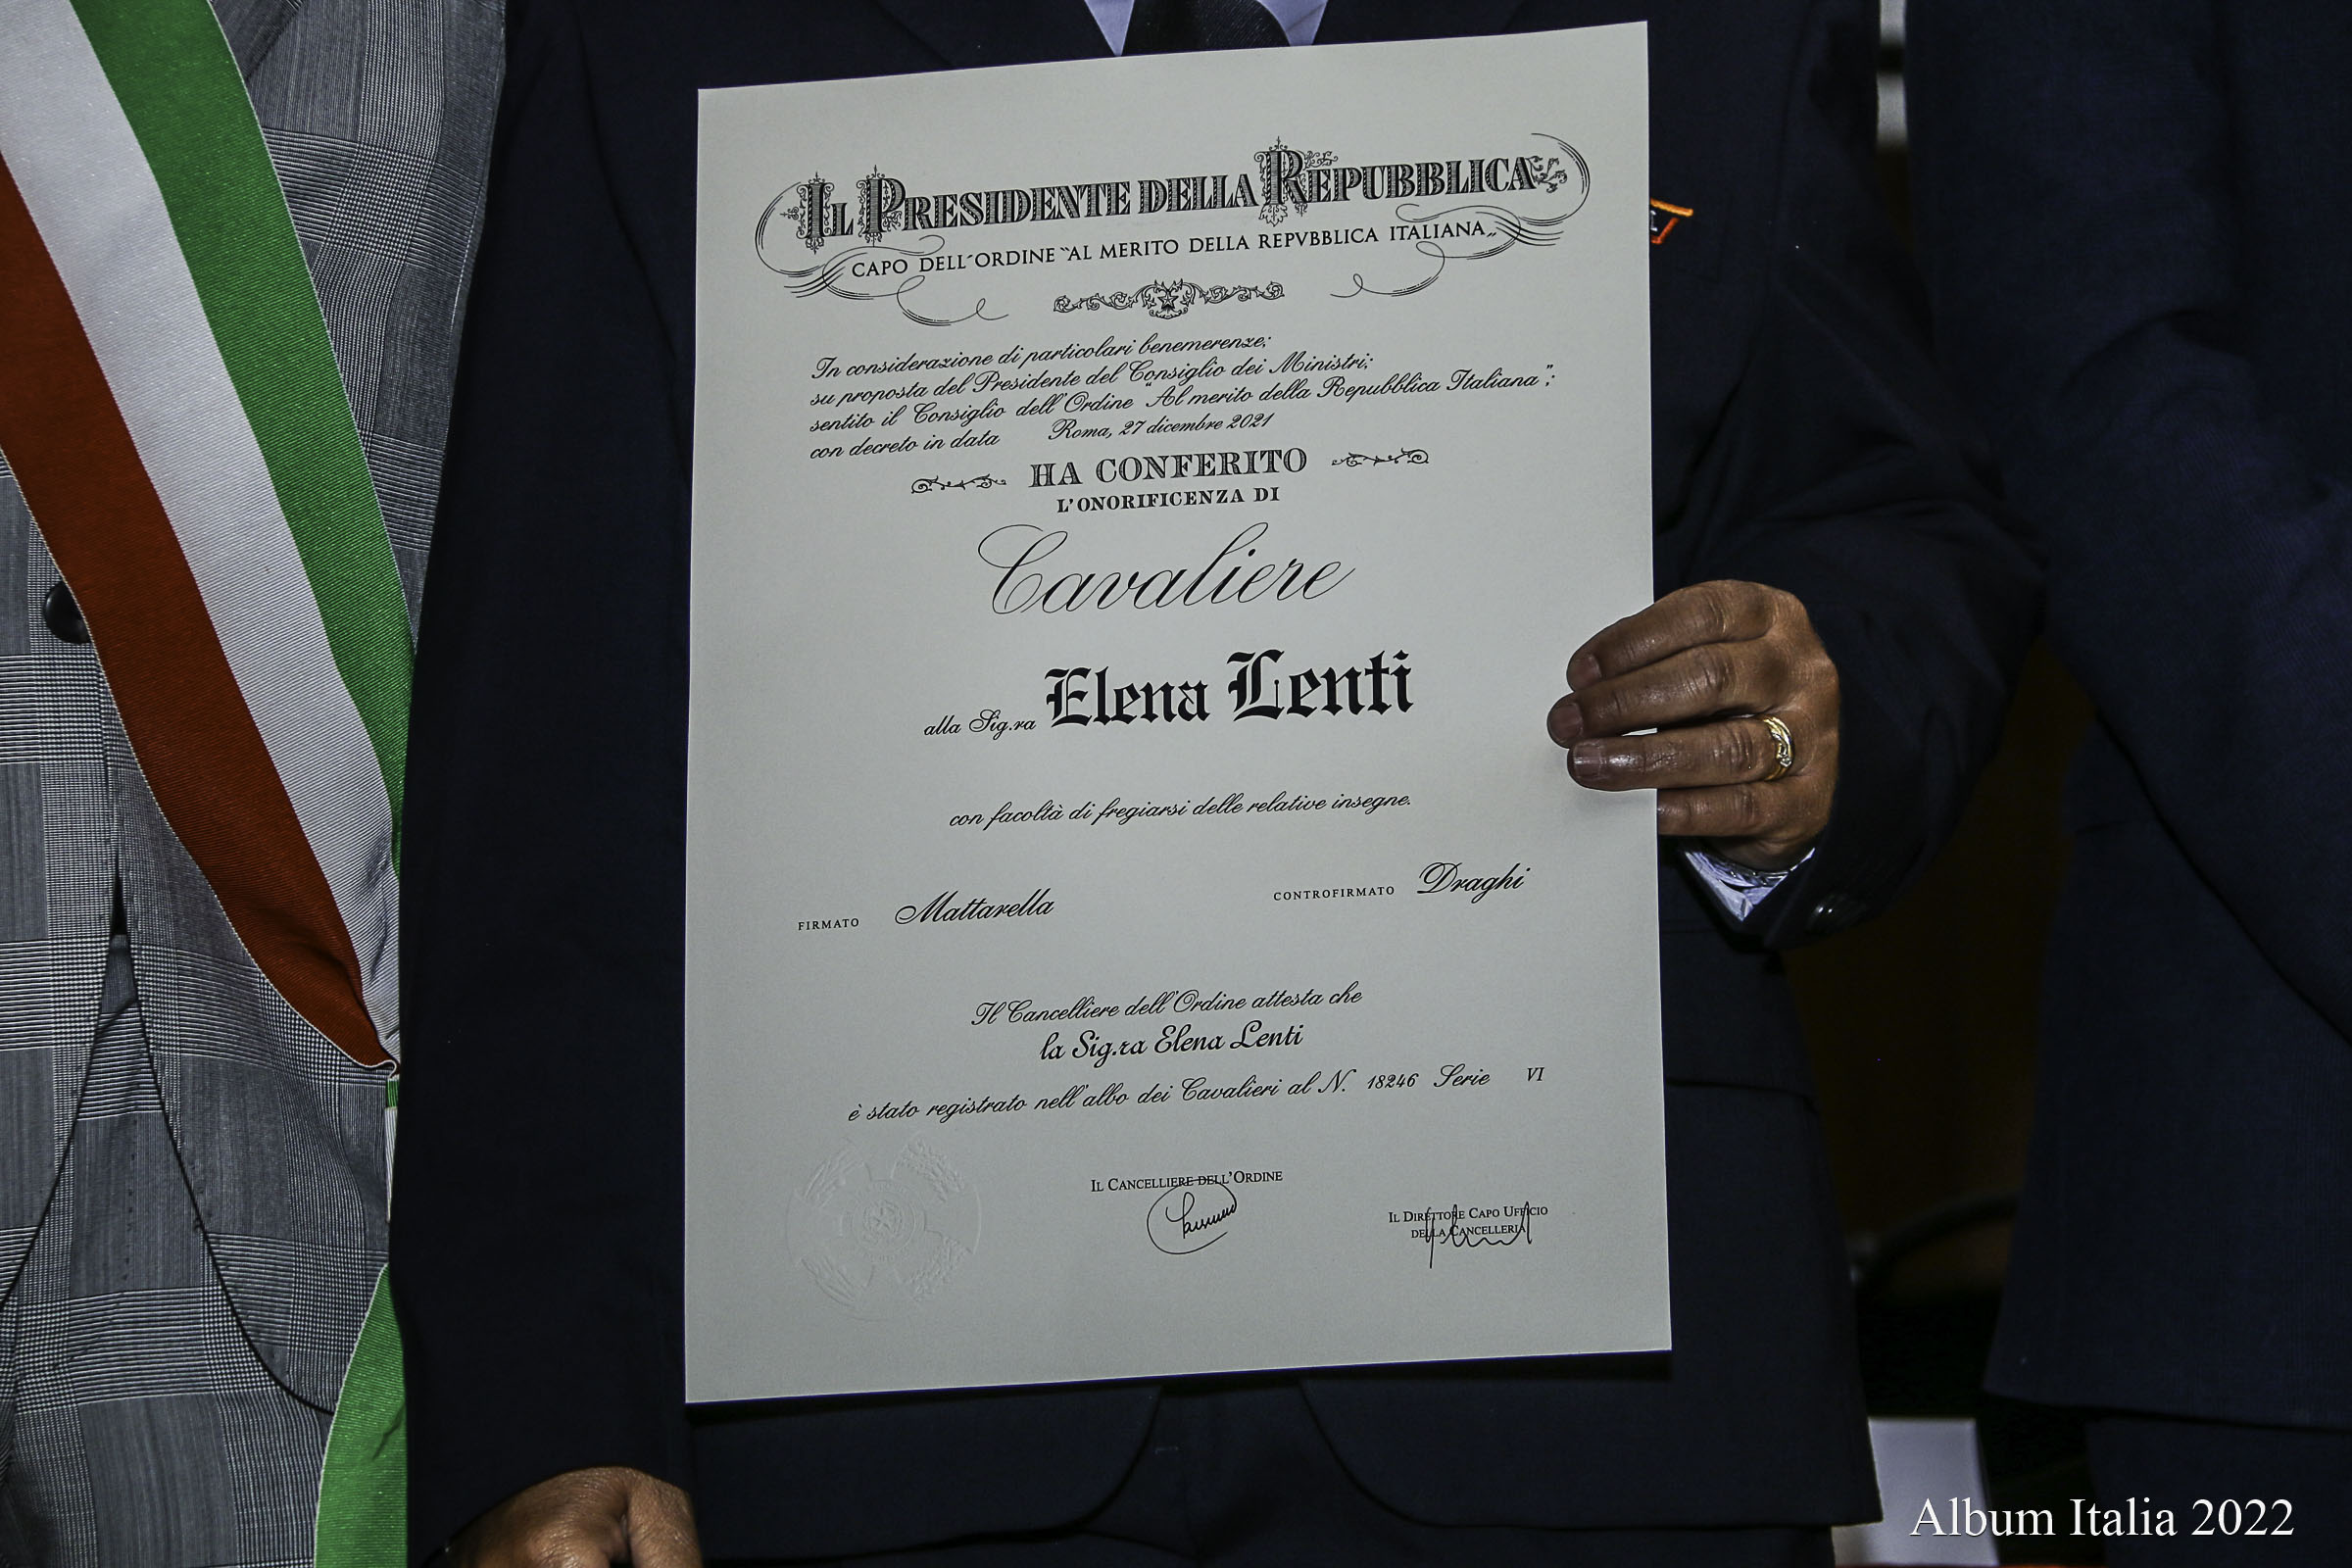 IL PRESIDENTE DELLA REPUBBLICA
CAPO DELL'ORDINE "AL MERITO DELLA REPVBBLICA ITALIANA„
In considerazione di particolari benemerenze;
su proposta del Presidente del Consiglio dei Ministri;
sentito il Consiglio dell'Ordine "Al merito della Repubblica Italiana";
con decreto in data Roma, 27 dicembre 2021
HA CONFERITO
L'ONORIFICENZA DI
Cavaliere
alla Sig.ra Elena Lenti
con facoltà di fregiarsi delle relative insegne.
FIRMATO Mattarella CONTROFIRMATO Draghi
Il Cancelliere dell'Ordine attesta che
la Sig.ra Elena Lenti
è stato registrato nell'albo dei Cavalieri al N. 18246 Serie VI
IL CANCELLIERE DELL'ORDINE
IL DIRETTORE CAPO UFFICIO
DELLA CANCELLERIA
Album Italia 2022